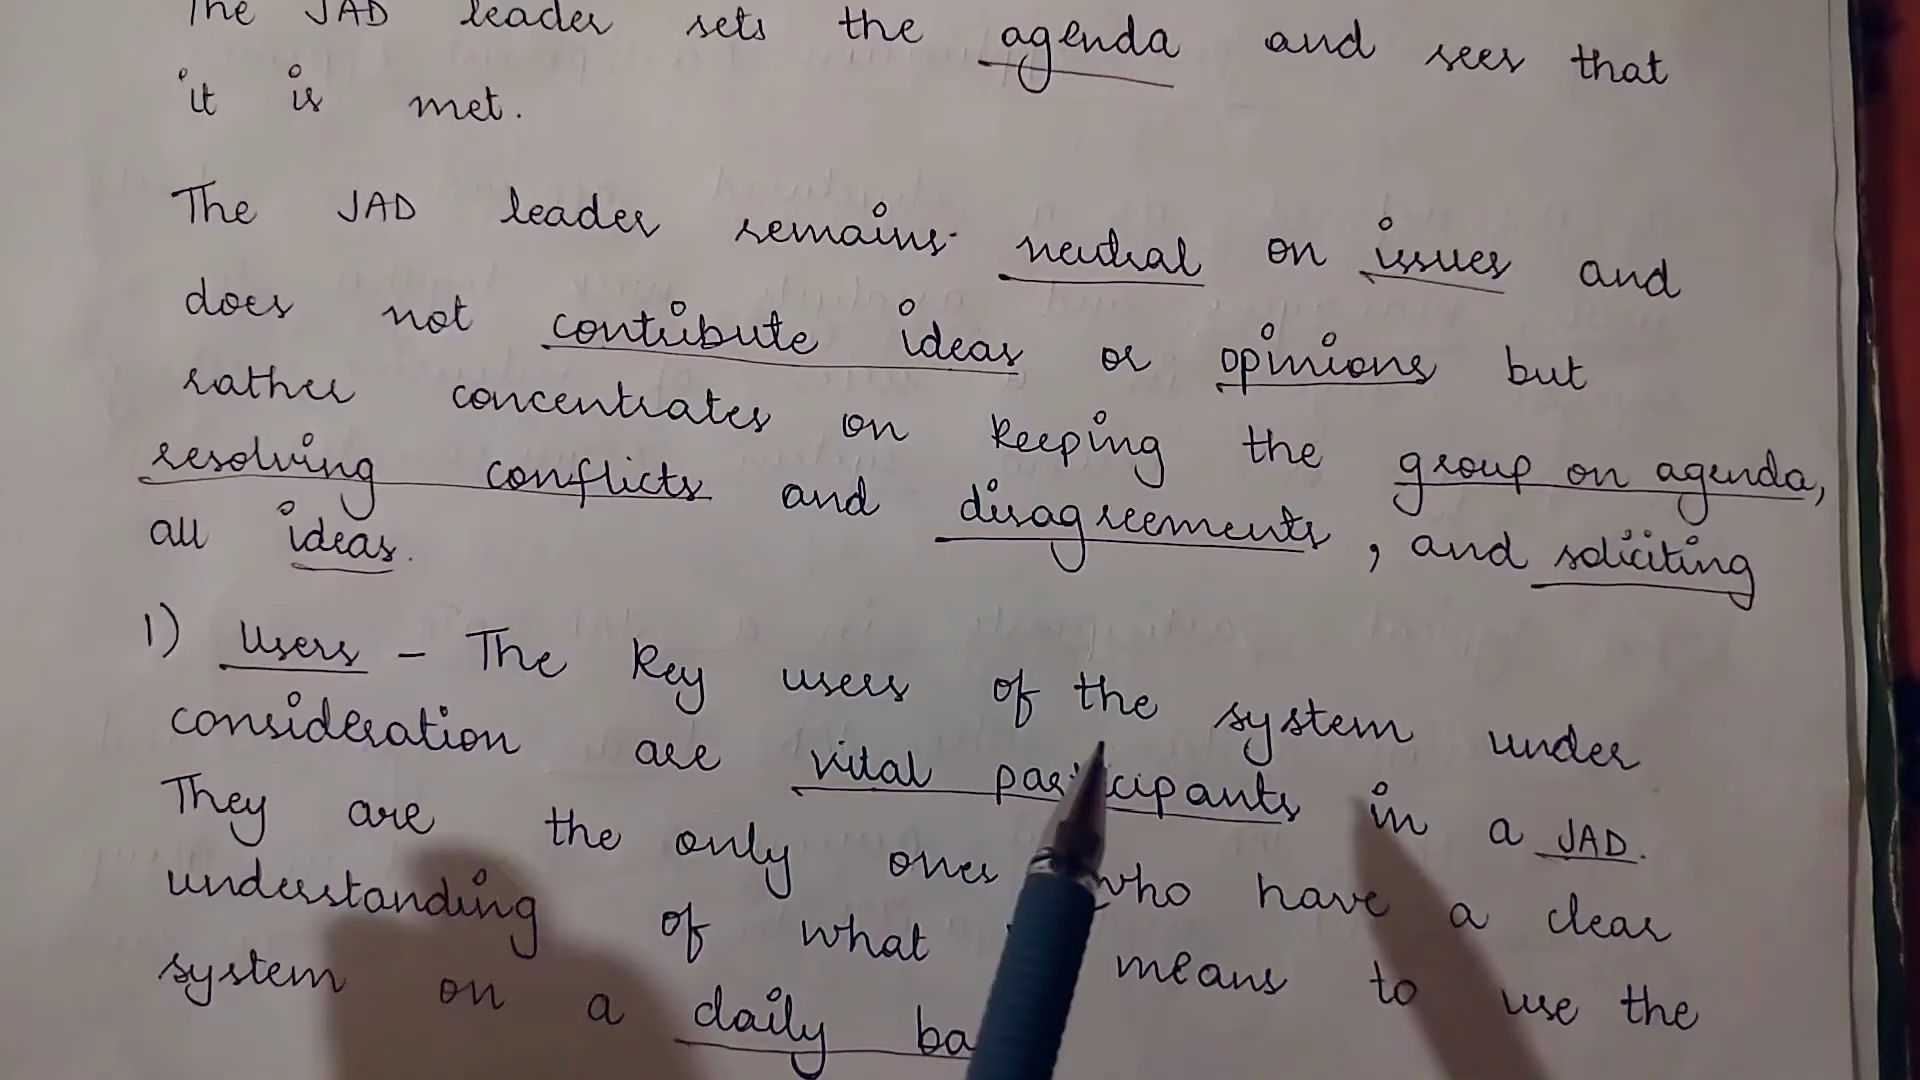 The JAD leader sets the agenda and sees that
it is met.
The JAD leader remains neutral on issues and
does not contribute ideas or opinions but
rather concentrates on keeping the group on agenda,
resolving conflicts and disagreements, and soliciting
all ideas.
1) Users - The key users of the system under
consideration are vital participants in a JAD.
They are the only ones who have a clear
understanding of what means to use the
system on a daily